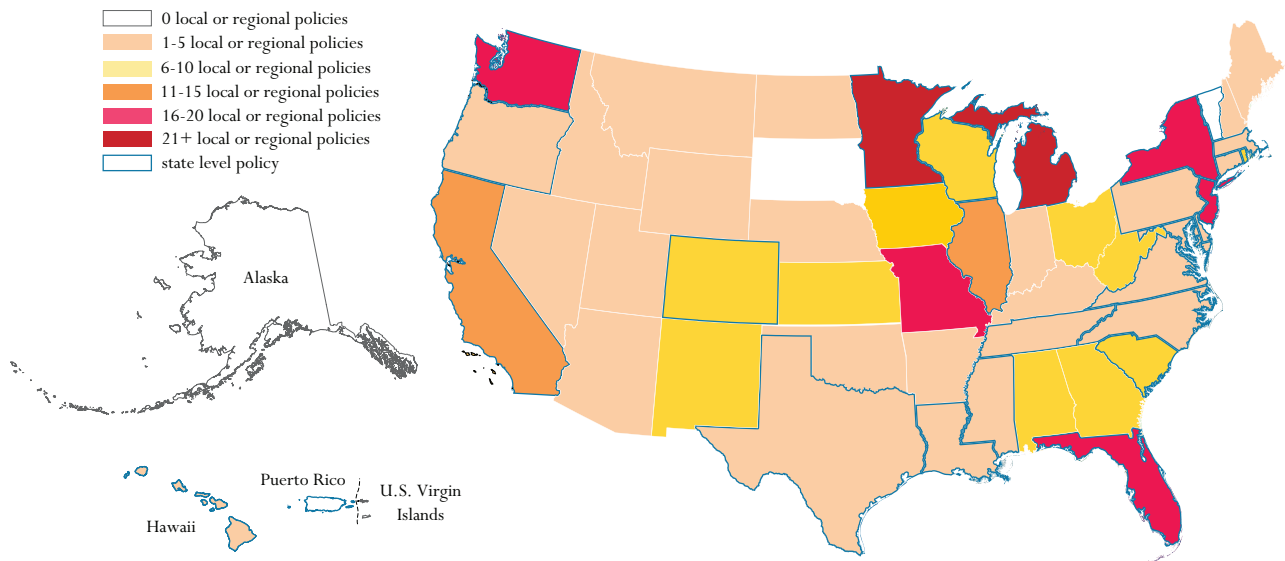 0 local or regional policies
1-5 local or regional policies
6-10 local or regional policies
11-15 local or regional policies
16-20 local or regional policies
21+ local or regional policies
state level policy
Alaska
Puerto Rico
U.S. Virgin
Islands
Hawaii